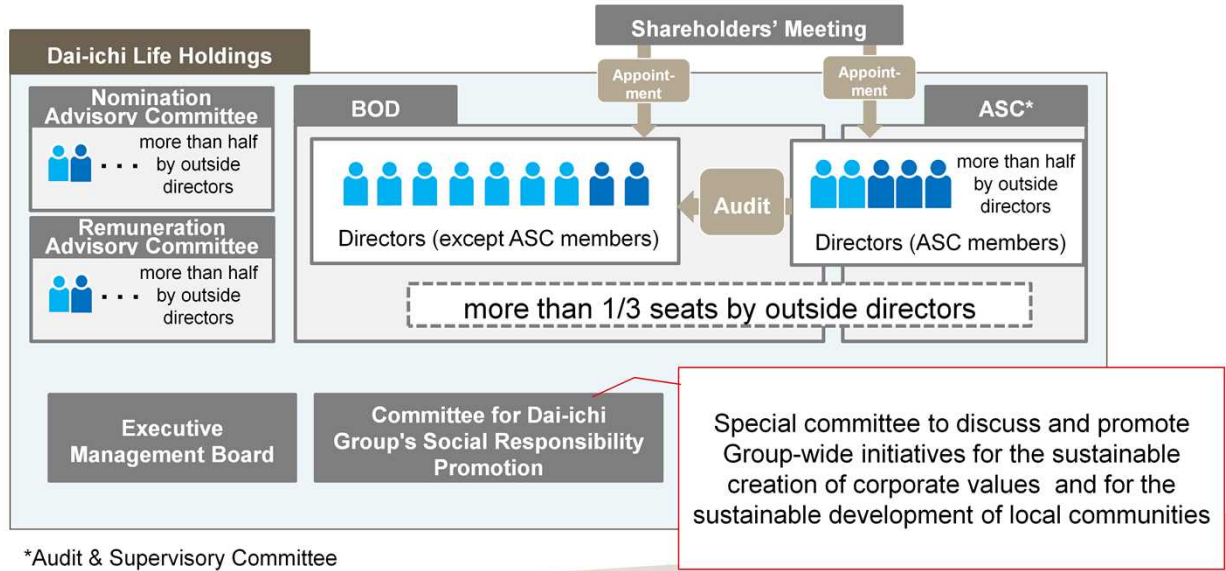 Shareholders' Meeting
Dai-ichi Life Holdings
Appoint-
ment
Appoint-
ment
Nomination
Advisory Committee
more than half
by outside
directors
Remuneration
Advisory Committee
more than half
by outside
directors
BOD
Directors (except ASC members)
Audit
ASC*
more than half
by outside
directors
Directors (ASC members)
more than 1/3 seats by outside directors
Executive
Management Board
Committee for Dai-ichi
Group's Social Responsibility
Promotion
Special committee to discuss and promote
Group-wide initiatives for the sustainable
creation of corporate values and for the
sustainable development of local communities
*Audit & Supervisory Committee